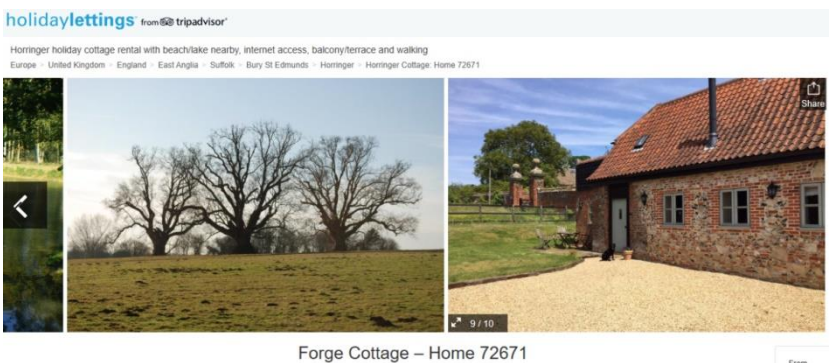 holidaylettings from tripadvisor
Horringer holiday cottage rental with beach/lake nearby, internet access, balcony/terrace and walking
Europe > United Kingdom > England > East Anglia > Suffolk > Bury St Edmunds > Horringer > Horringer Cottage: Home 72671
Share
9 / 10
Forge Cottage – Home 72671
From